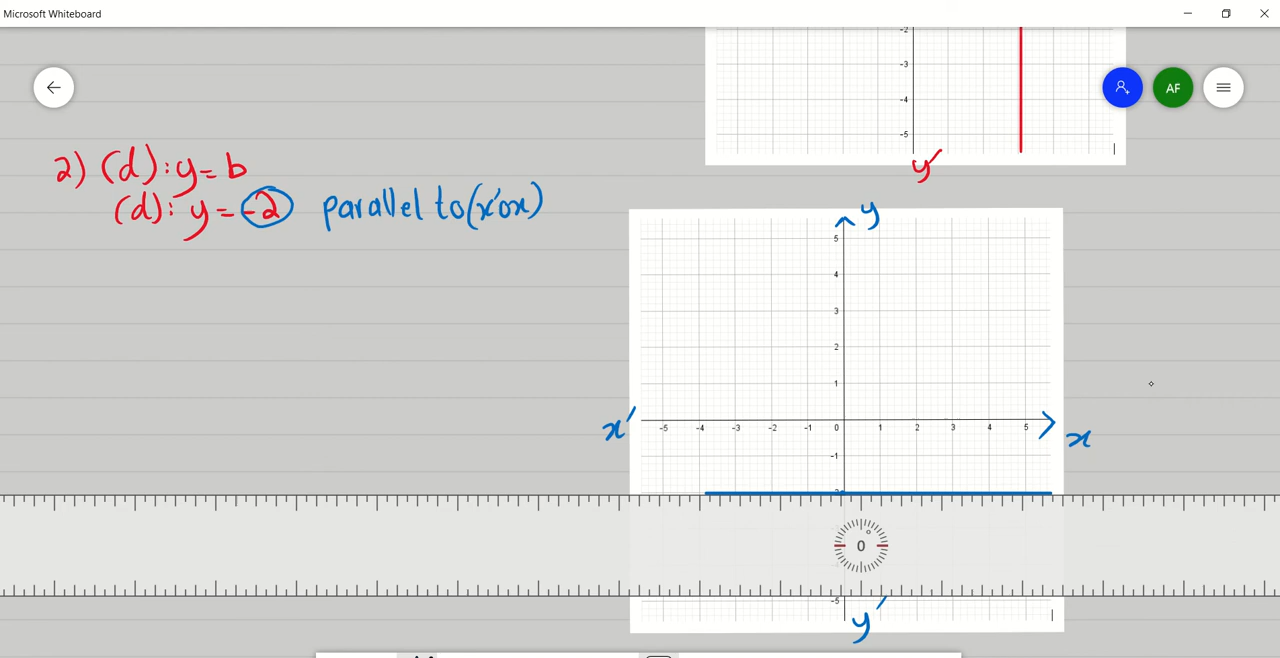 Microsoft Whiteboard
-2
-3
-4
-5
y'
AF
2) (d): y = b
(d): y = -2 parallel to (x'ox)
y
5
4
3
2
1
x' -5 -4 -3 -2 -1 0 1 2 3 4 5 x
-1
0
-5
y'